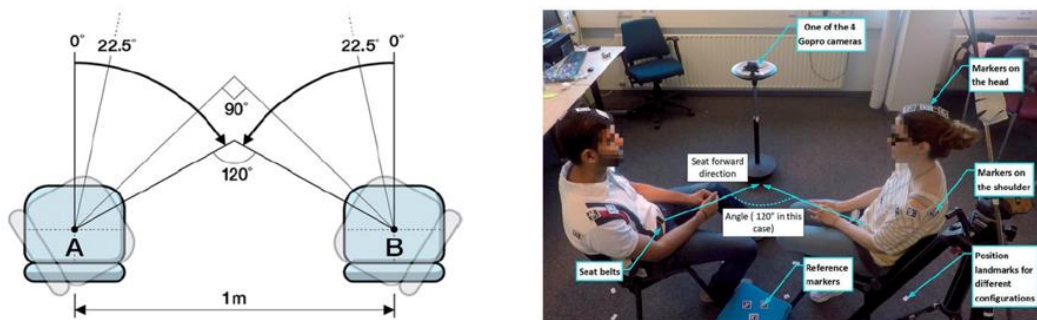 0°
22.5°
22.5°
0°
90°
120°
A
B
1m
One of the 4
Gopro cameras
Markers on
the head
Seat forward
direction
Markers on
the shoulder
Angle ( 120° in this
case)
Seat belts
Reference
markers
Position
landmarks for
different
configurations